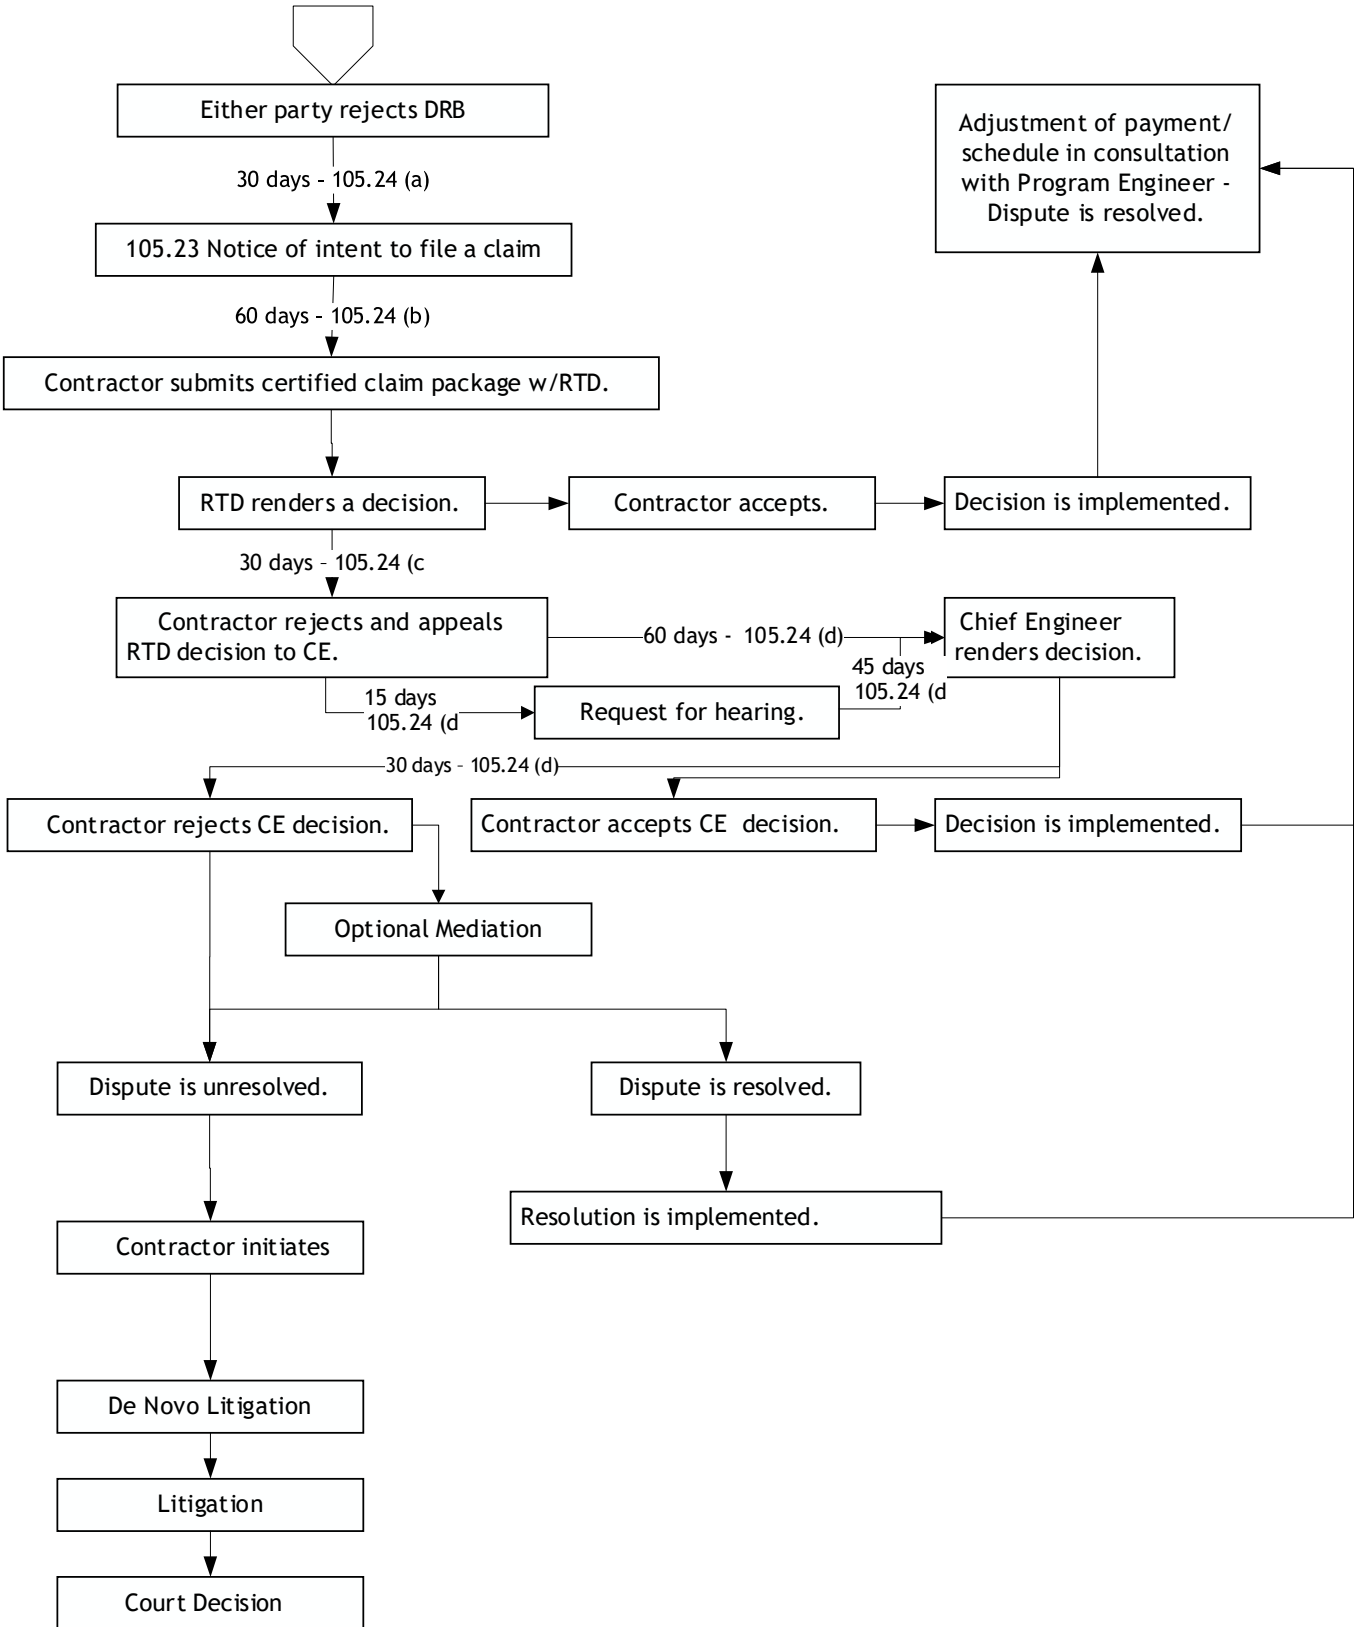 Either party rejects DRB
30 days - 105.24 (a)
105.23 Notice of intent to file a claim
60 days - 105.24 (b)
Contractor submits certified claim package w/RTD.
Adjustment of payment/
schedule in consultation
with Program Engineer -
Dispute is resolved.
RTD renders a decision.
Contractor accepts.
Decision is implemented.
30 days - 105.24 (c
Contractor rejects and appeals
RTD decision to CE.
60 days - 105.24 (d)
Chief Engineer
renders decision.
45 days
105.24 (d
15 days
105.24 (d
Request for hearing.
30 days - 105.24 (d)
Contractor rejects CE decision.
Contractor accepts CE decision.
Decision is implemented.
Optional Mediation
Dispute is unresolved.
Dispute is resolved.
Resolution is implemented.
Contractor initiates
De Novo Litigation
Litigation
Court Decision